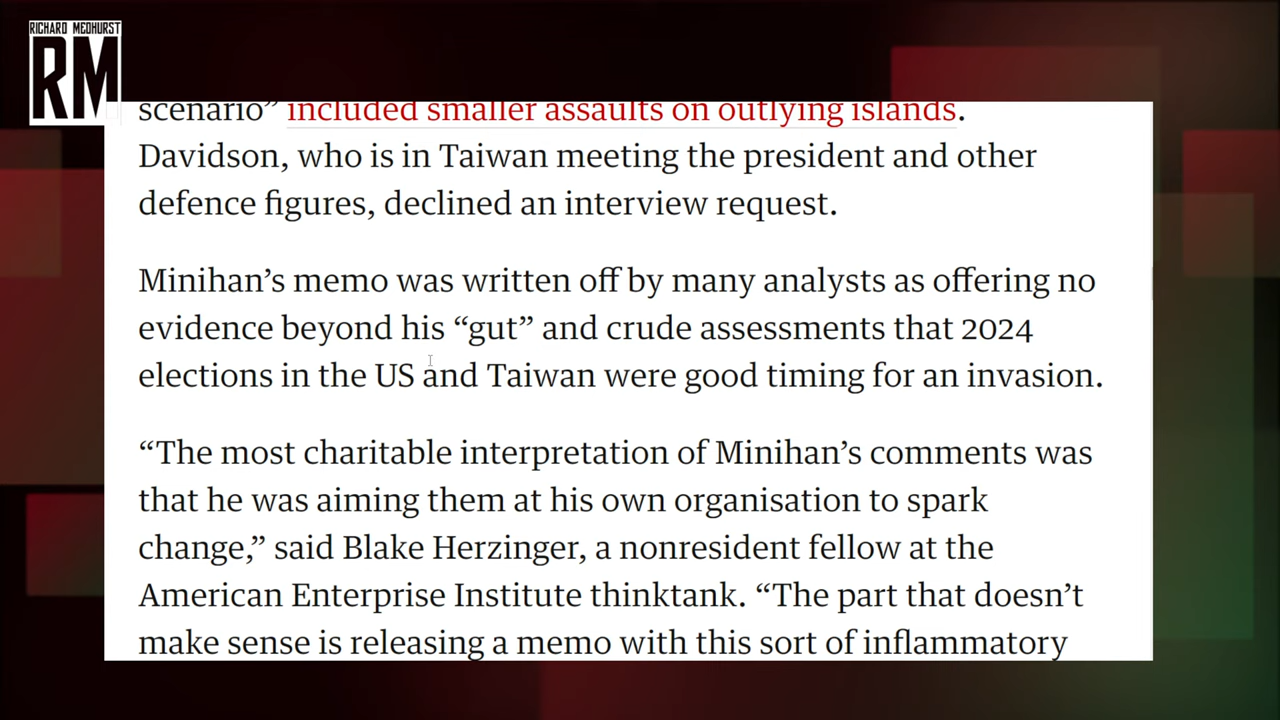 RICHARD MEDHURST
RM
scenario” included smaller assaults on outlying islands.
Davidson, who is in Taiwan meeting the president and other
defence figures, declined an interview request.
Minihan’s memo was written off by many analysts as offering no
evidence beyond his “gut” and crude assessments that 2024
elections in the US and Taiwan were good timing for an invasion.
“The most charitable interpretation of Minihan’s comments was
that he was aiming them at his own organisation to spark
change,” said Blake Herzinger, a nonresident fellow at the
American Enterprise Institute thinktank. “The part that doesn’t
make sense is releasing a memo with this sort of inflammatory